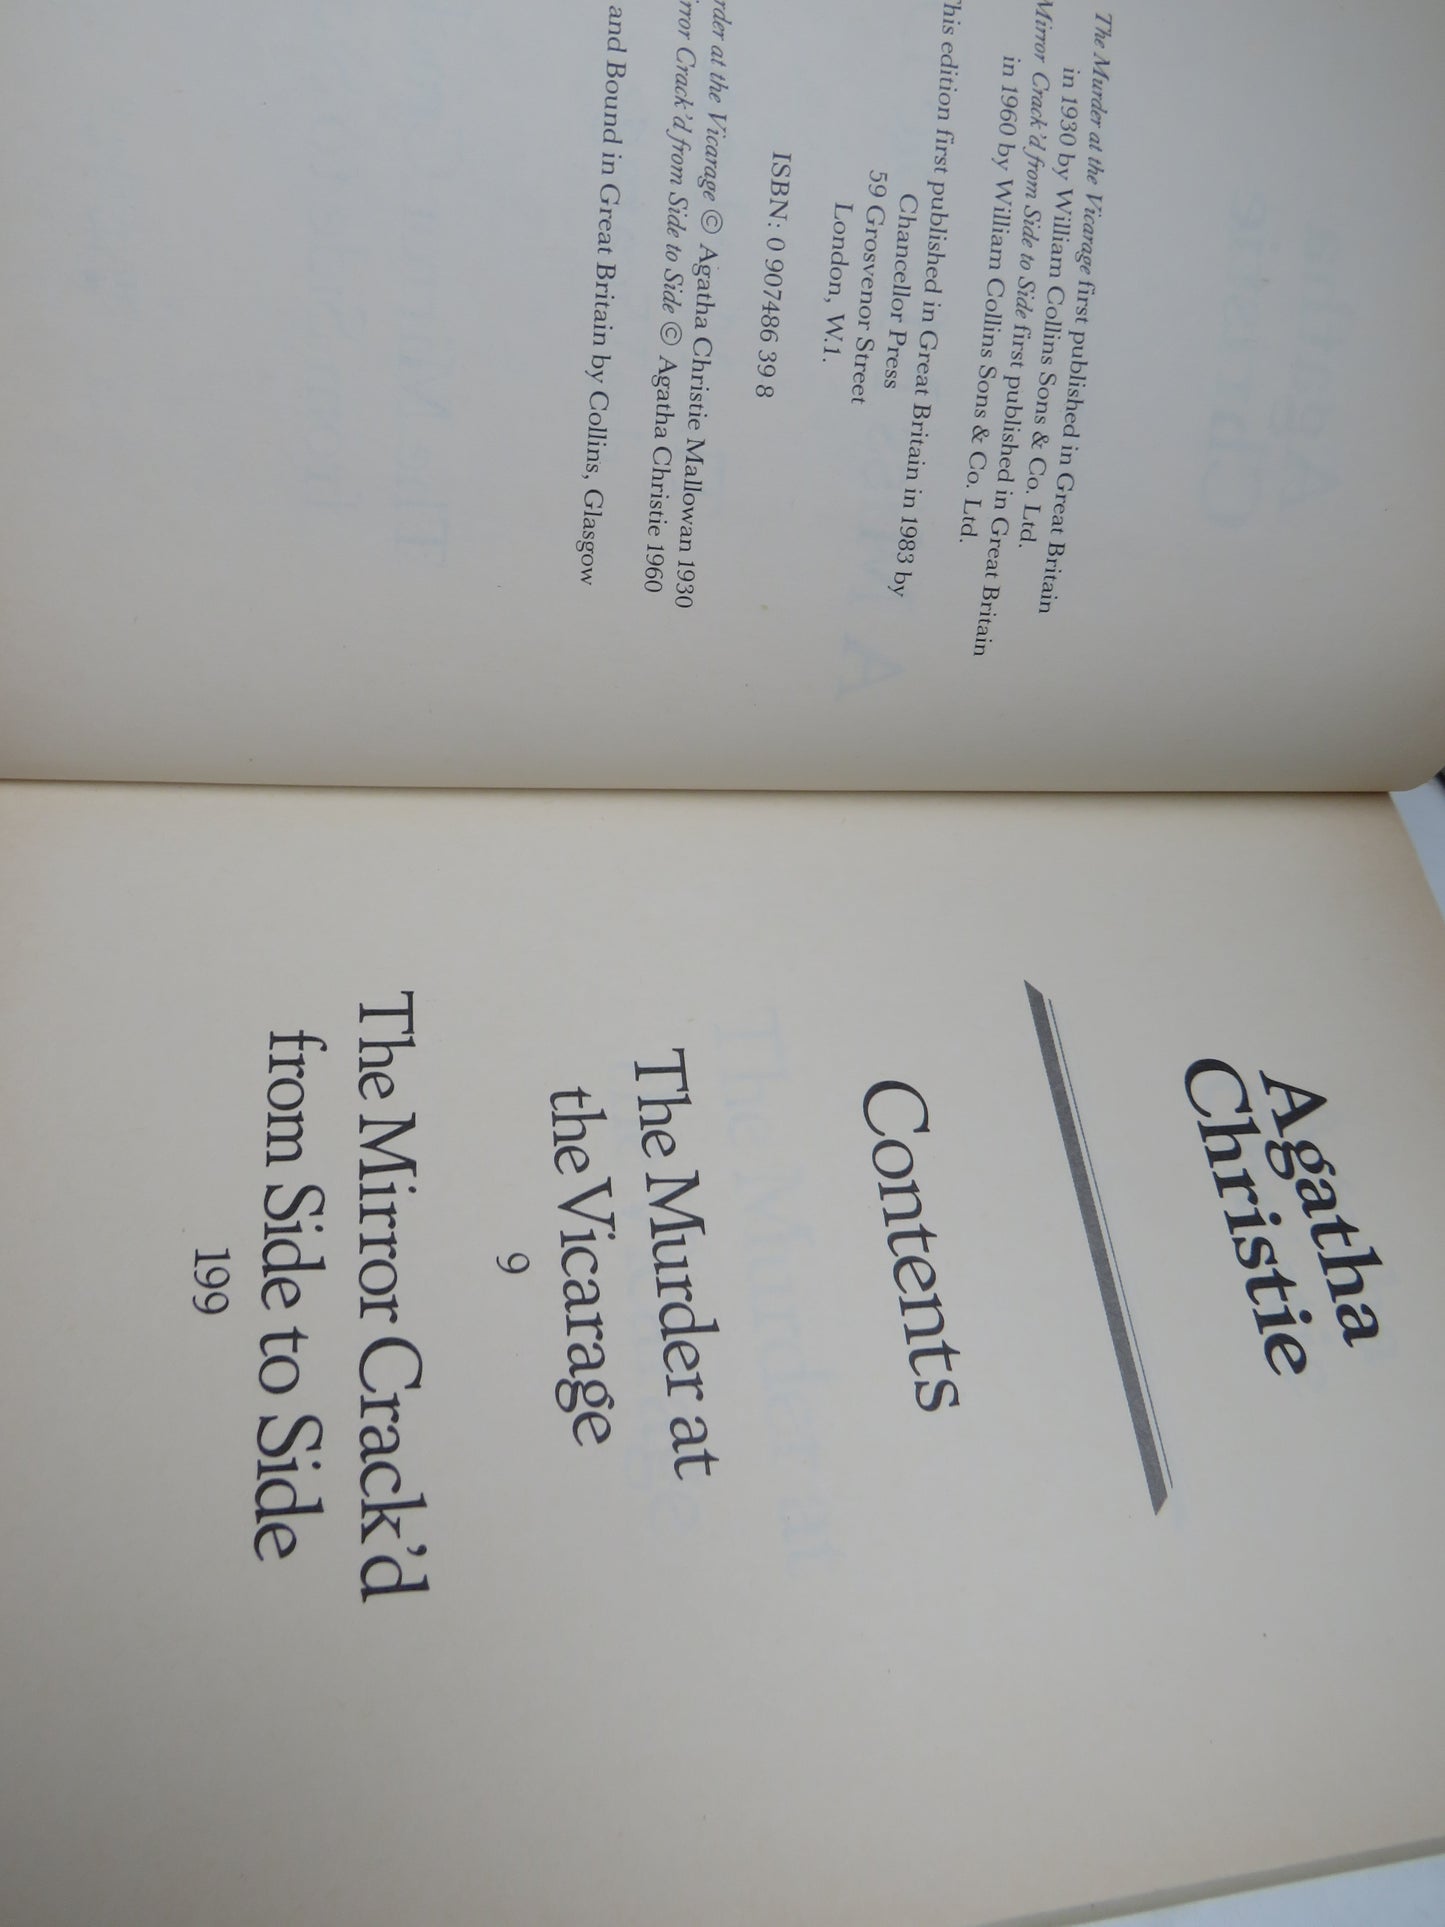 The Murder at the Vicarage first published in Great Britain
in 1930 by William Collins Sons & Co. Ltd.
Mirror Crack'd from Side to Side first published in Great Britain
in 1960 by William Collins Sons & Co. Ltd.
his edition first published in Great Britain in 1983 by
Chancellor Press
59 Grosvenor Street
London, W.1.
ISBN: 0 907486 39 8
rder at the Vicarage © Agatha Christie Mallowan 1930
rror Crack'd from Side to Side © Agatha Christie 1960
and Bound in Great Britain by Collins, Glasgow
Agatha
Christie
Contents
The Murder at
the Vicarage
9
The Mirror Crack'd
from Side to Side
199